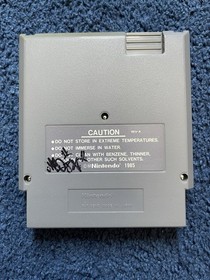 CAUTION REV-A
● DO NOT STORE IN EXTREME TEMPERATURES.
● DO NOT IMMERSE IN WATER.
CLEAN WITH BENZENE, THINNER,
OTHER SUCH SOLVENTS.
©Nintendo 1985